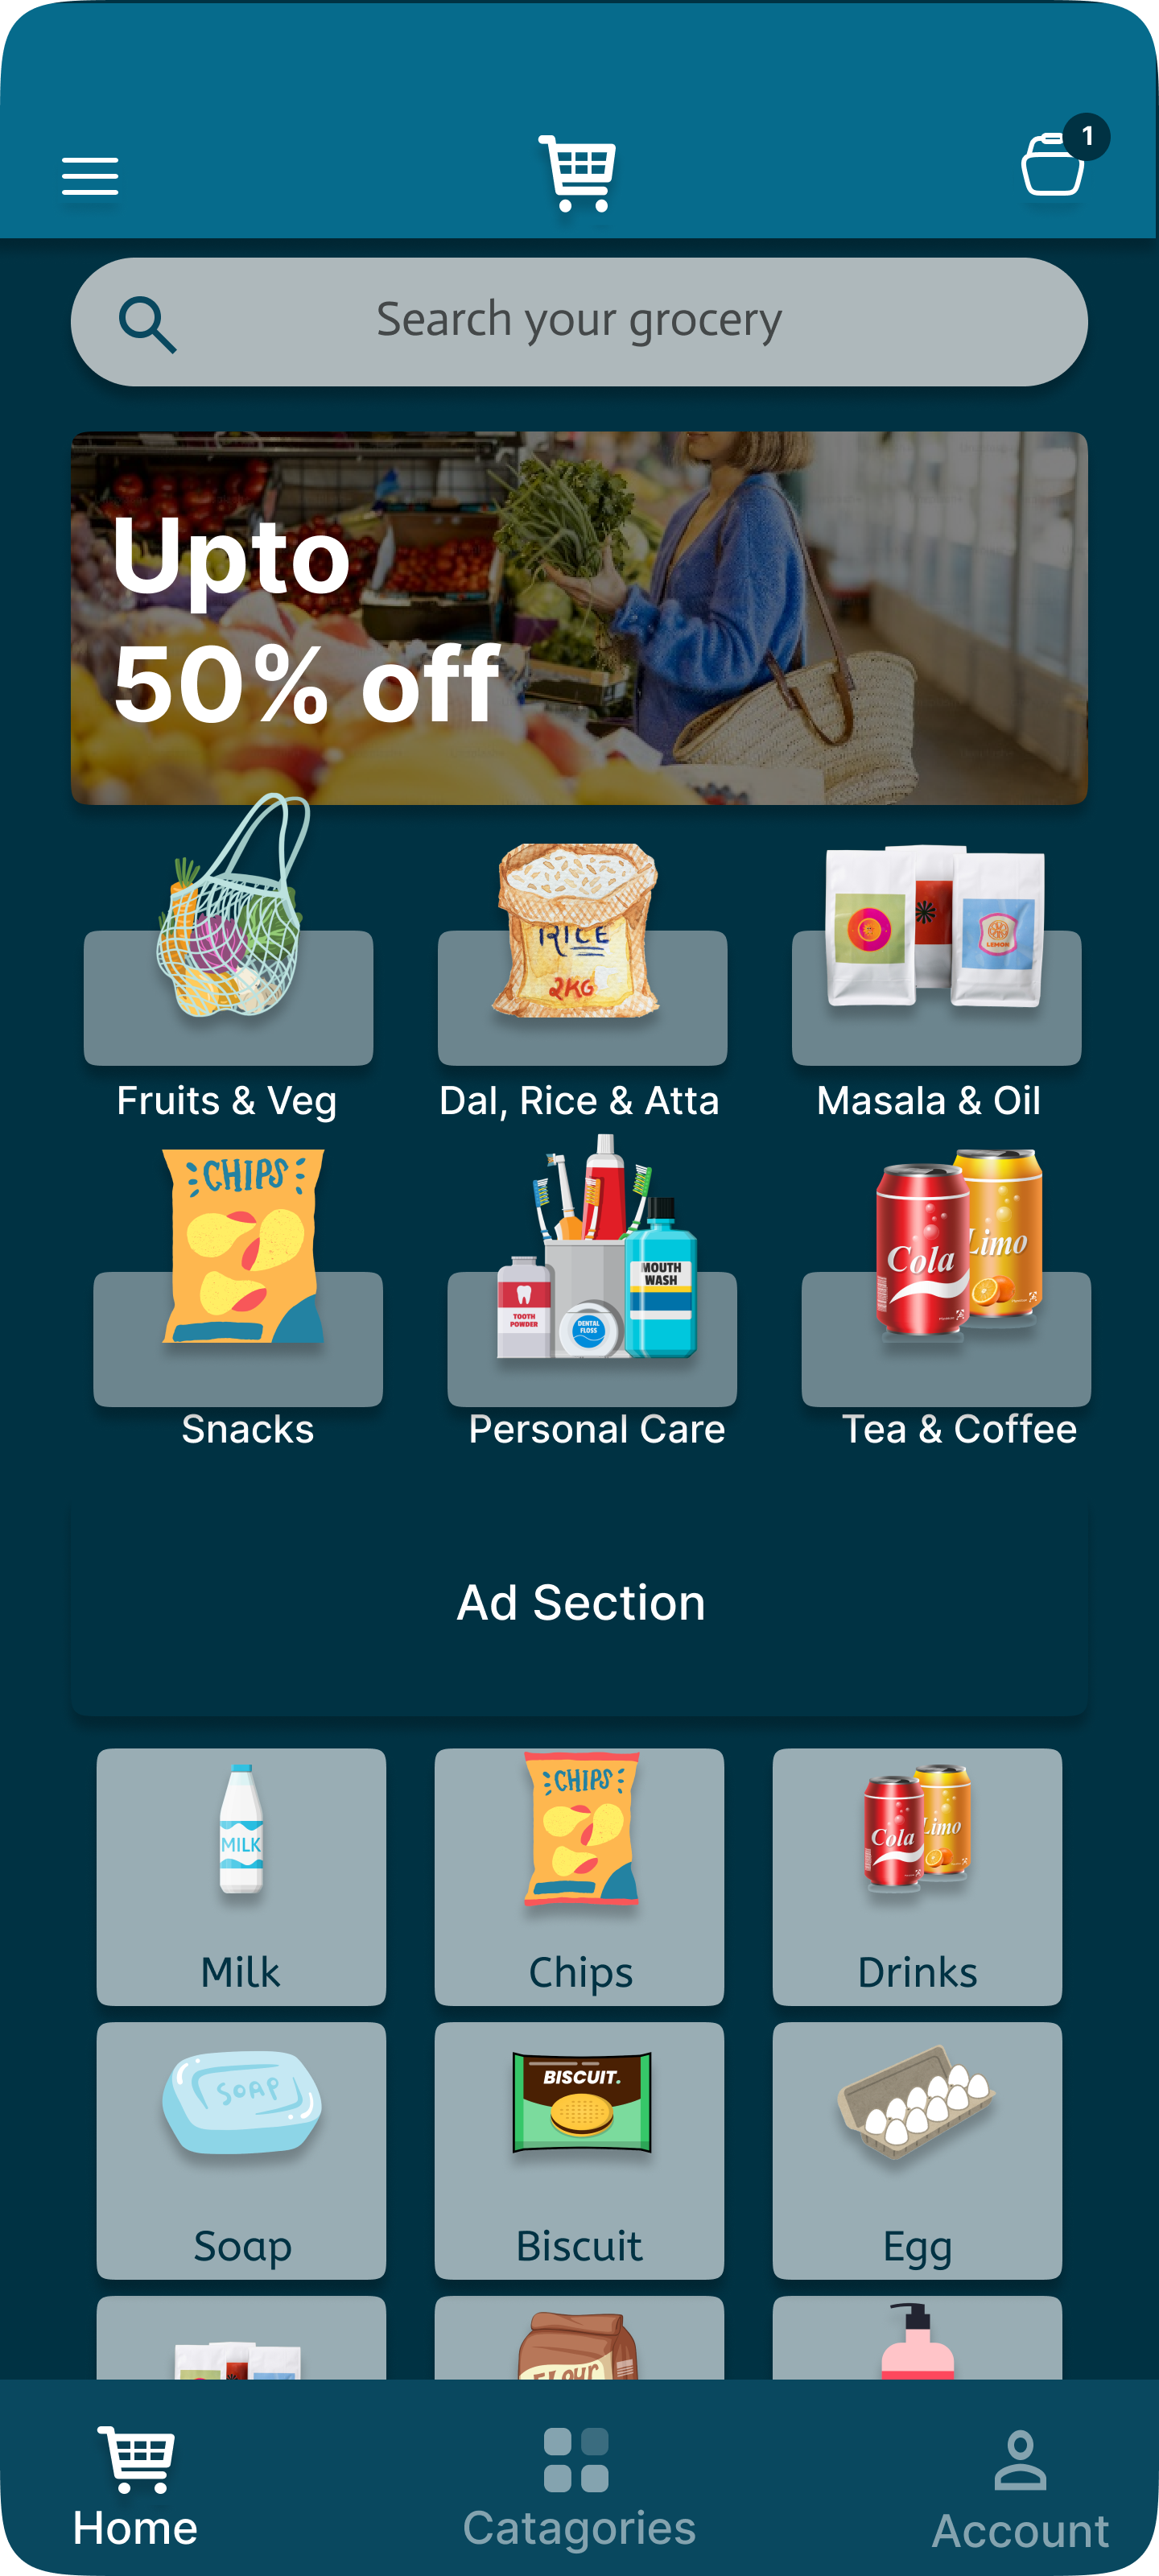 1
Search your grocery
Upto
50% off
RICE
2KG
LEMON
Fruits & Veg
Dal, Rice & Atta
Masala & Oil
CHIPS
TOOTH
POWDER
DENTAL
FLOSS
MOUTH
WASH
Cola
Limo
Snacks
Personal Care
Tea & Coffee
Ad Section
MILK
CHIPS
Cola
Limo
Milk
Chips
Drinks
SOAP
BISCUIT.
Soap
Biscuit
Egg
FLOUR
Home
Catagories
Account